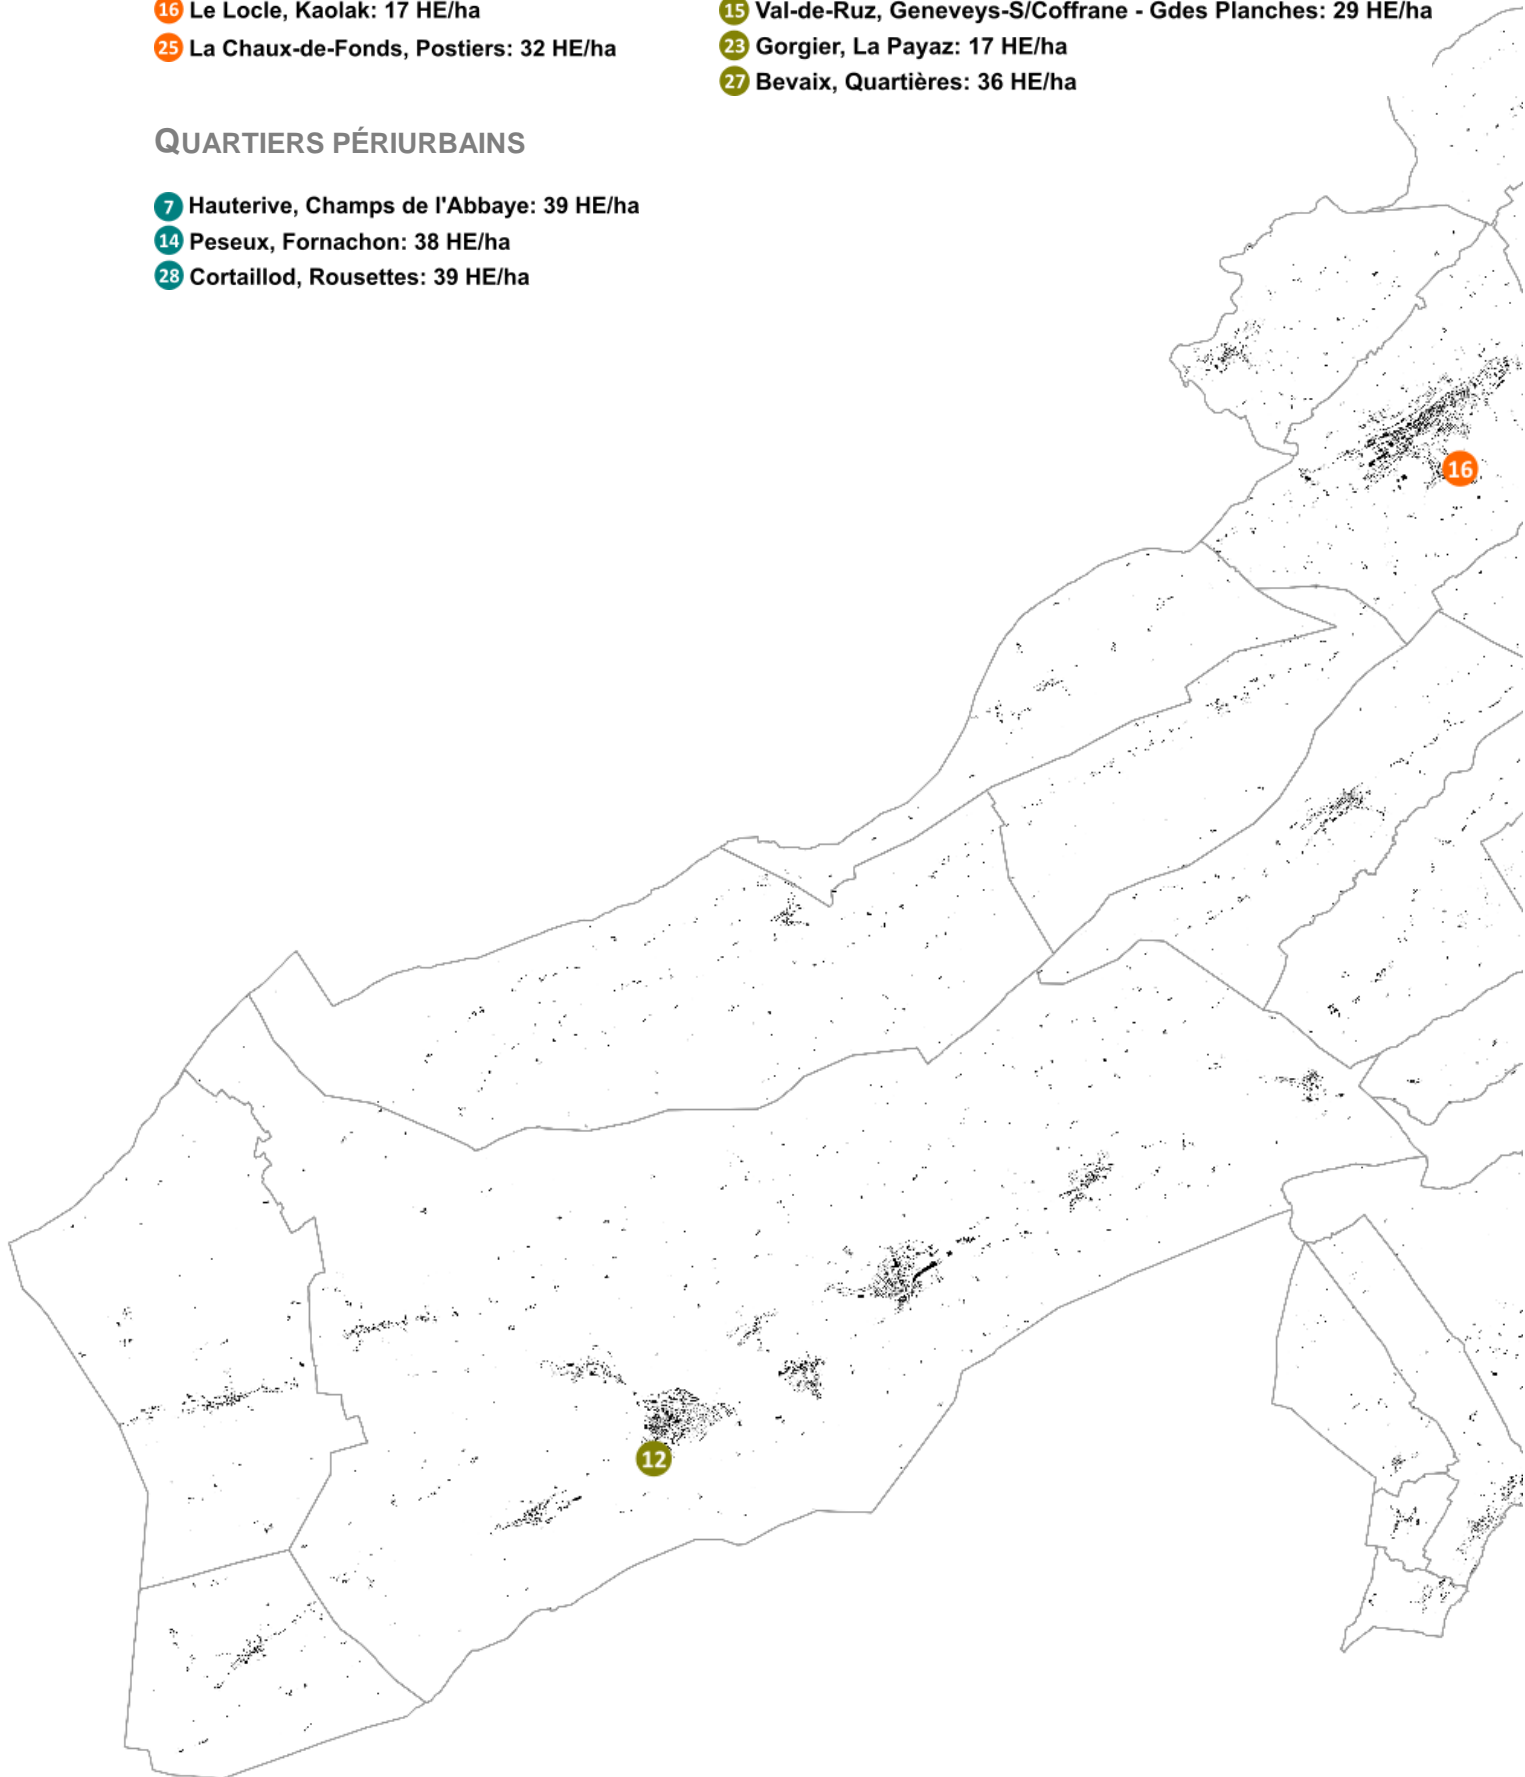 16 Le Locle, Kaolak: 17 HE/ha
25 La Chaux-de-Fonds, Postiers: 32 HE/ha
15 Val-de-Ruz, Geneveys-S/Coffrane - Gdes Planches: 29 HE/ha
23 Gorgier, La Payaz: 17 HE/ha
27 Bevaix, Quartières: 36 HE/ha
QUARTIERS PÉRIURBAINS
7 Hauterive, Champs de l'Abbaye: 39 HE/ha
14 Peseux, Fornachon: 38 HE/ha
28 Cortaillod, Rousettes: 39 HE/ha
16
12